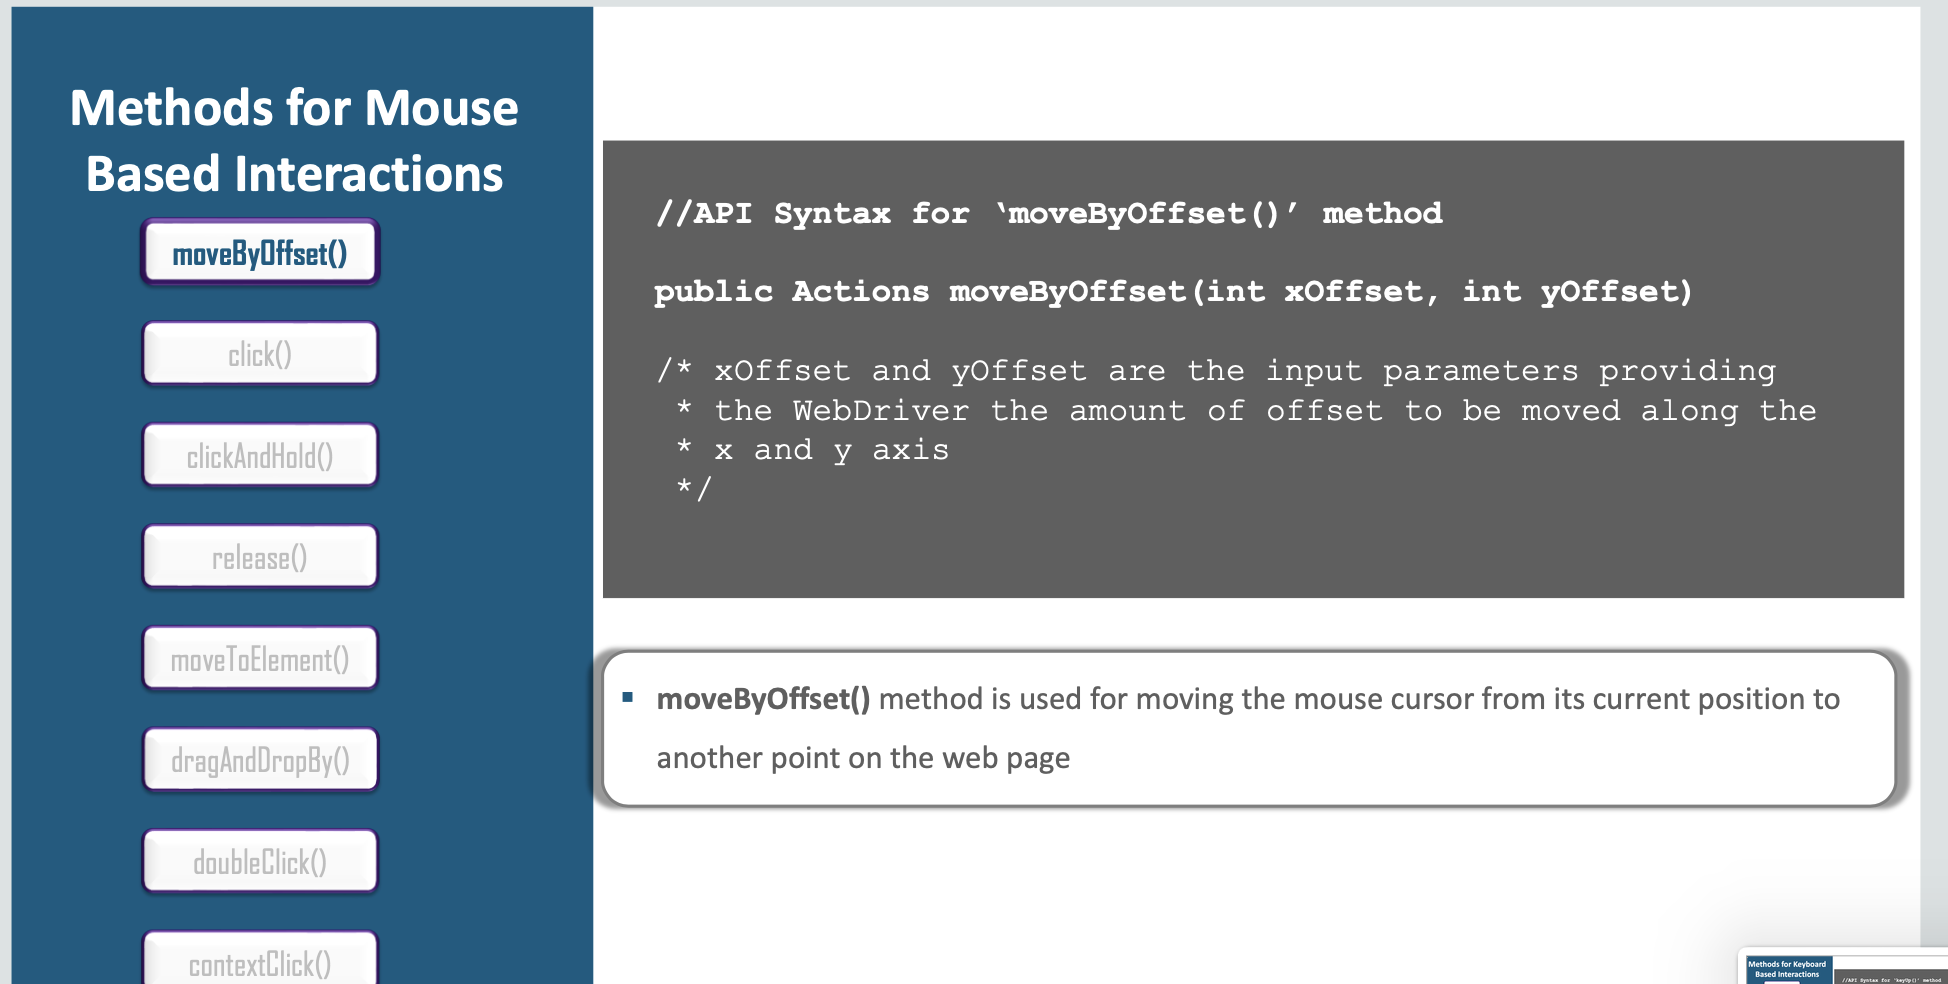 Methods for Mouse
Based Interactions
moveByOffset()
click()
clickAndHold()
release()
moveToElement()
dragAndDropBy()
doubleClick()
contextClick()
//API Syntax for ‘moveByOffset()’ method
public Actions moveByOffset(int xOffset, int yOffset)
/* xOffset and yOffset are the input parameters providing
* the WebDriver the amount of offset to be moved along the
* x and y axis
*/
▪ moveByOffset() method is used for moving the mouse cursor from its current position to
another point on the web page
Methods for Keyboard
Based Interactions
//API Syntax for 'keyUp()' method